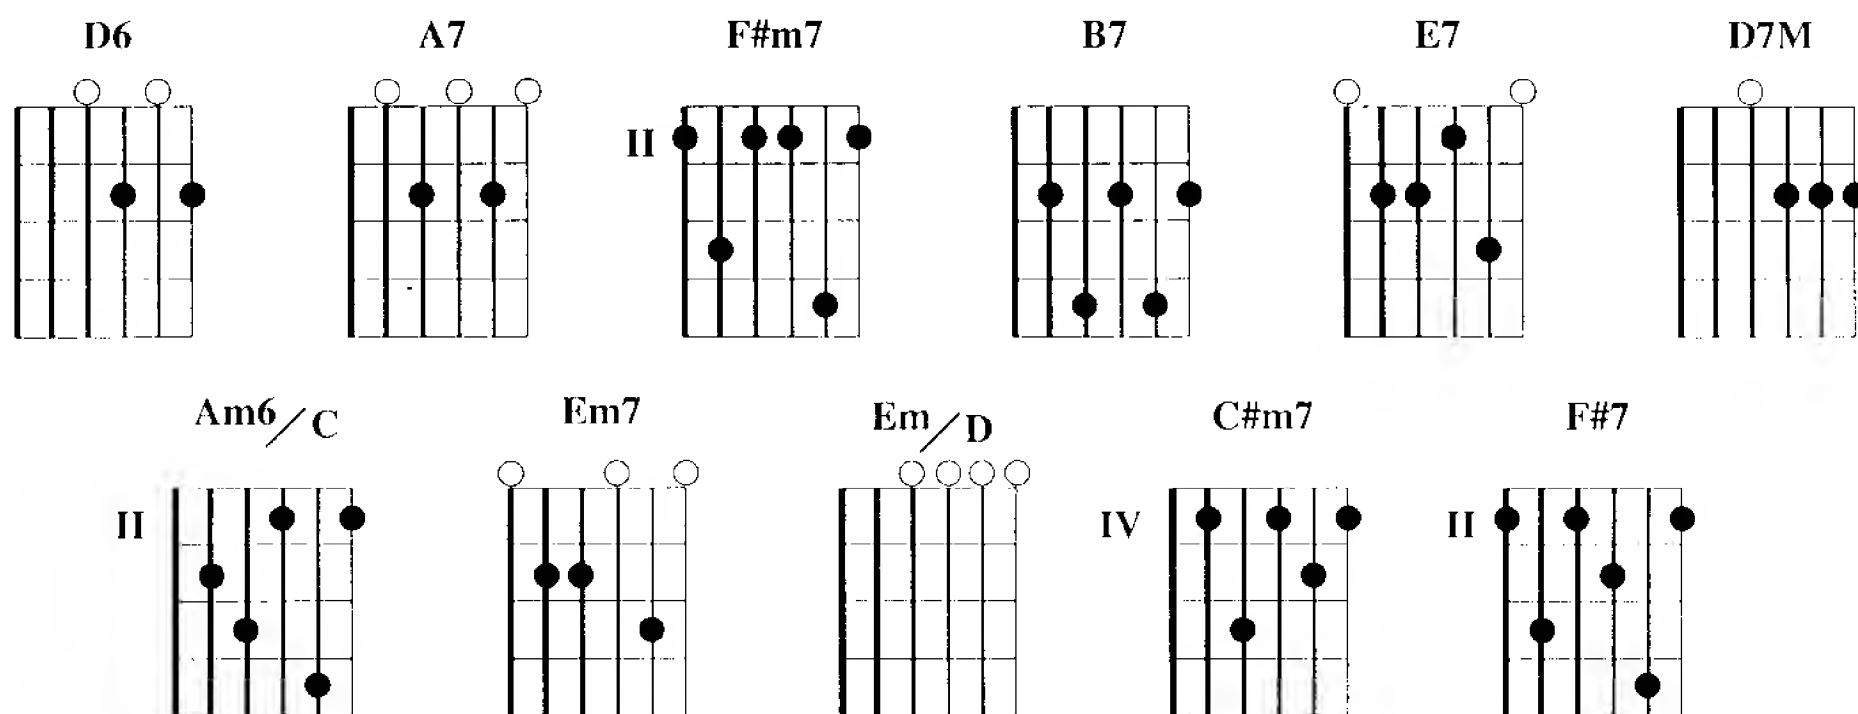 D6 A7 F#m7 B7 E7 D7M
II
Am6/C Em7 Em/D C#m7 F#7
II IV II